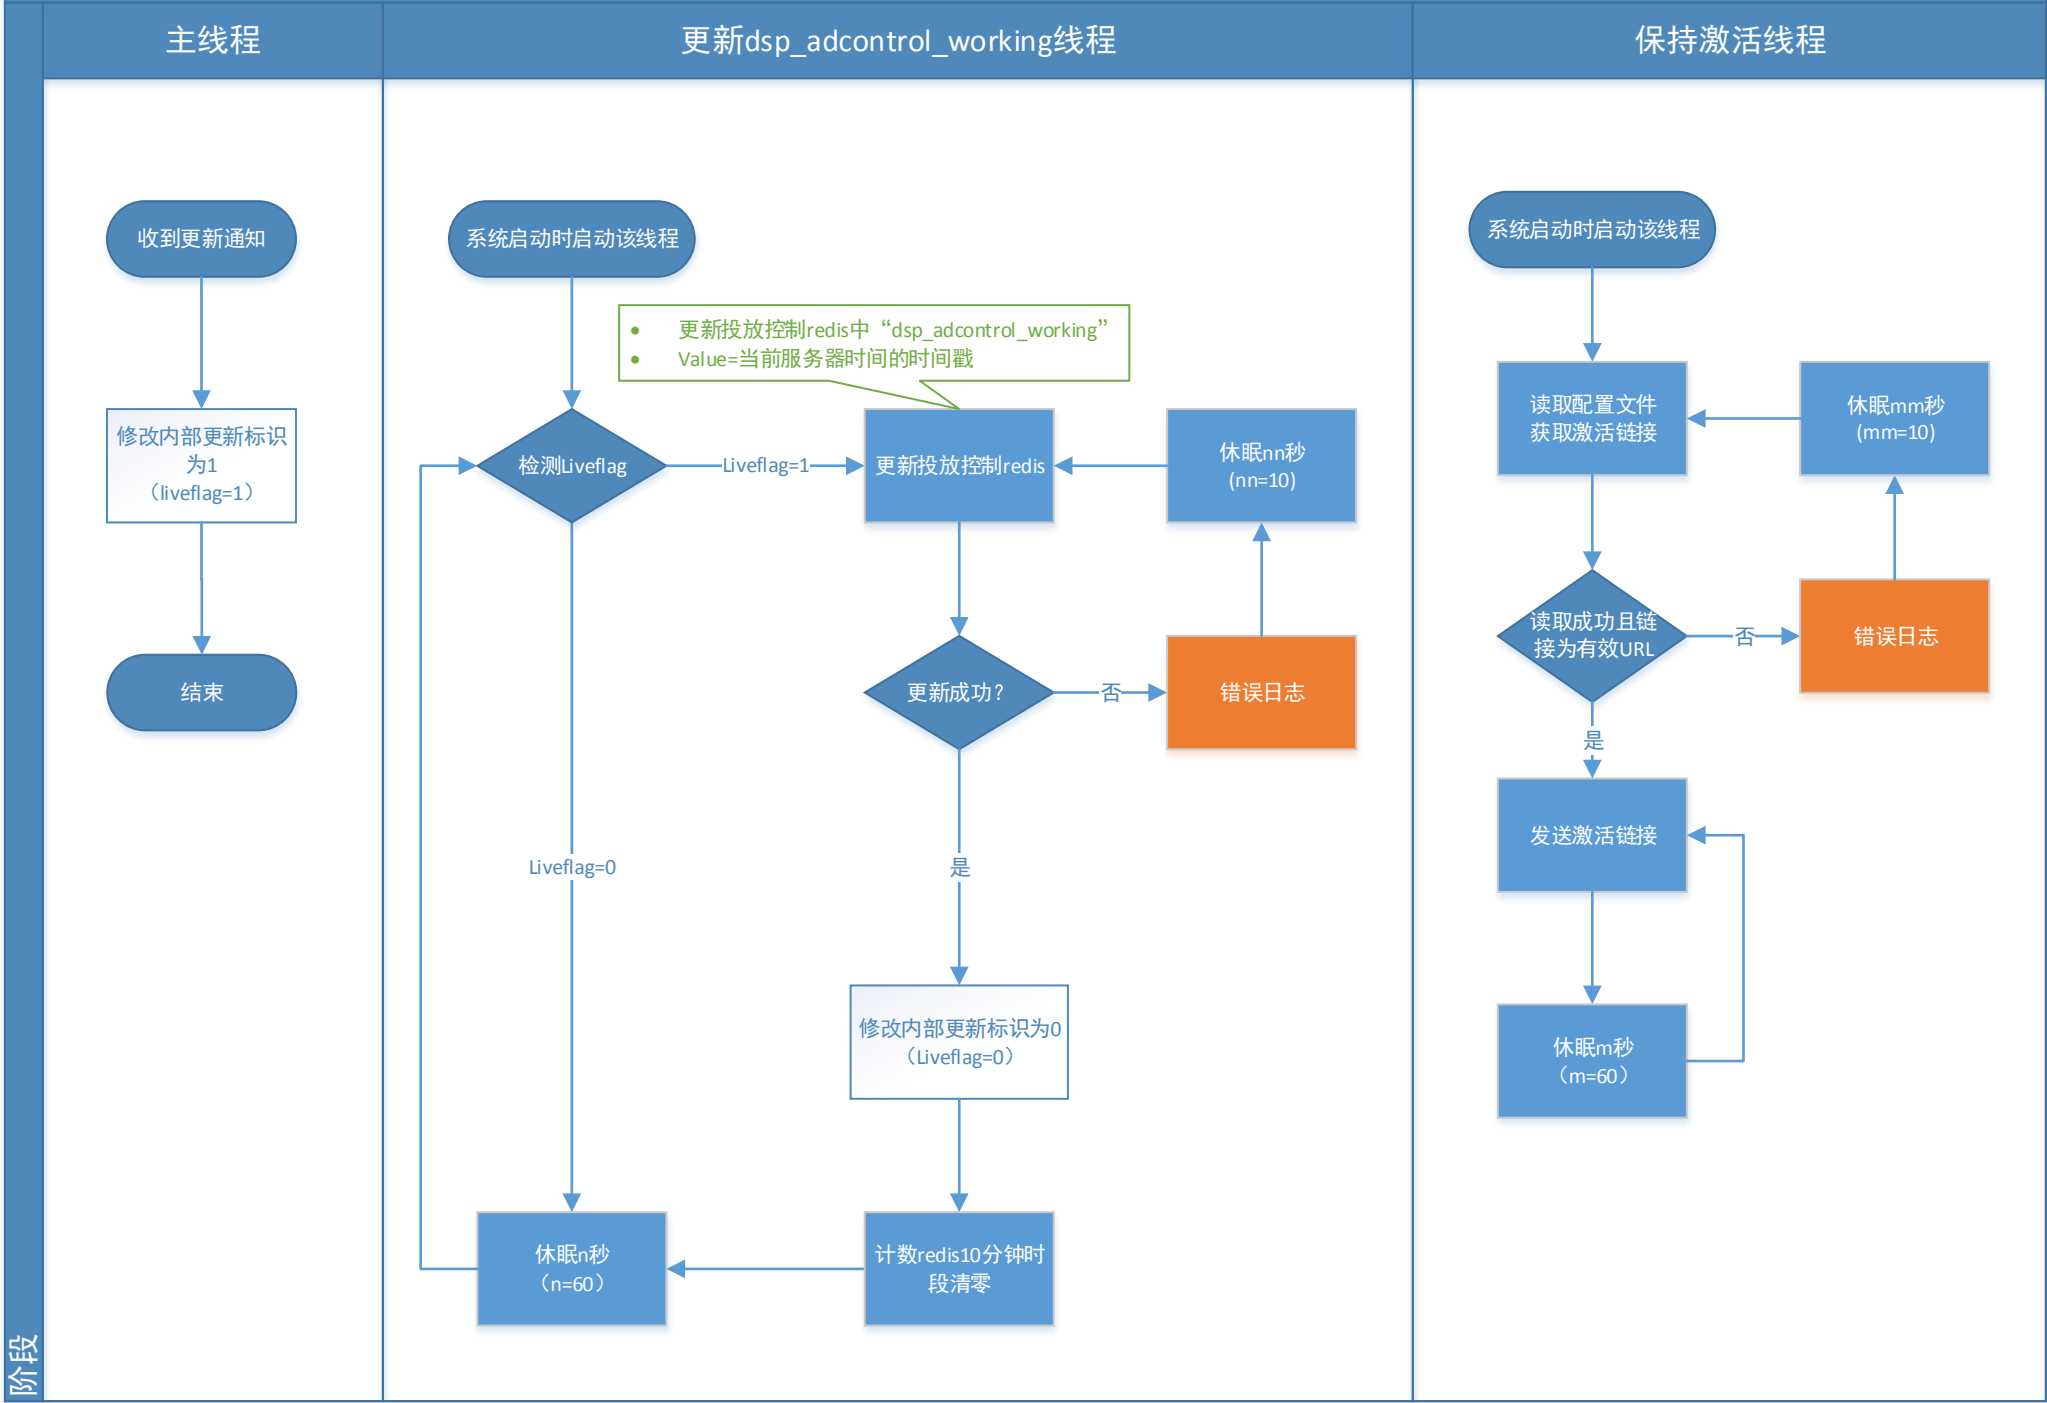 主线程
更新dsp_adcontrol_working线程
保持激活线程
阶段
收到更新通知
修改内部更新标识
为1
（liveflag=1）
结束
系统启动时启动该线程
更新投放控制redis中“dsp_adcontrol_working”
Value=当前服务器时间的时间戳
检测Liveflag
Liveflag=1
更新投放控制redis
休眠nn秒
(nn=10)
更新成功？
否
错误日志
Liveflag=0
是
修改内部更新标识为0
（Liveflag=0）
休眠n秒
（n=60）
计数redis10分钟时
段清零
系统启动时启动该线程
读取配置文件
获取激活链接
休眠mm秒
(mm=10)
读取成功且链
接为有效URL
否
错误日志
是
发送激活链接
休眠m秒
（m=60）